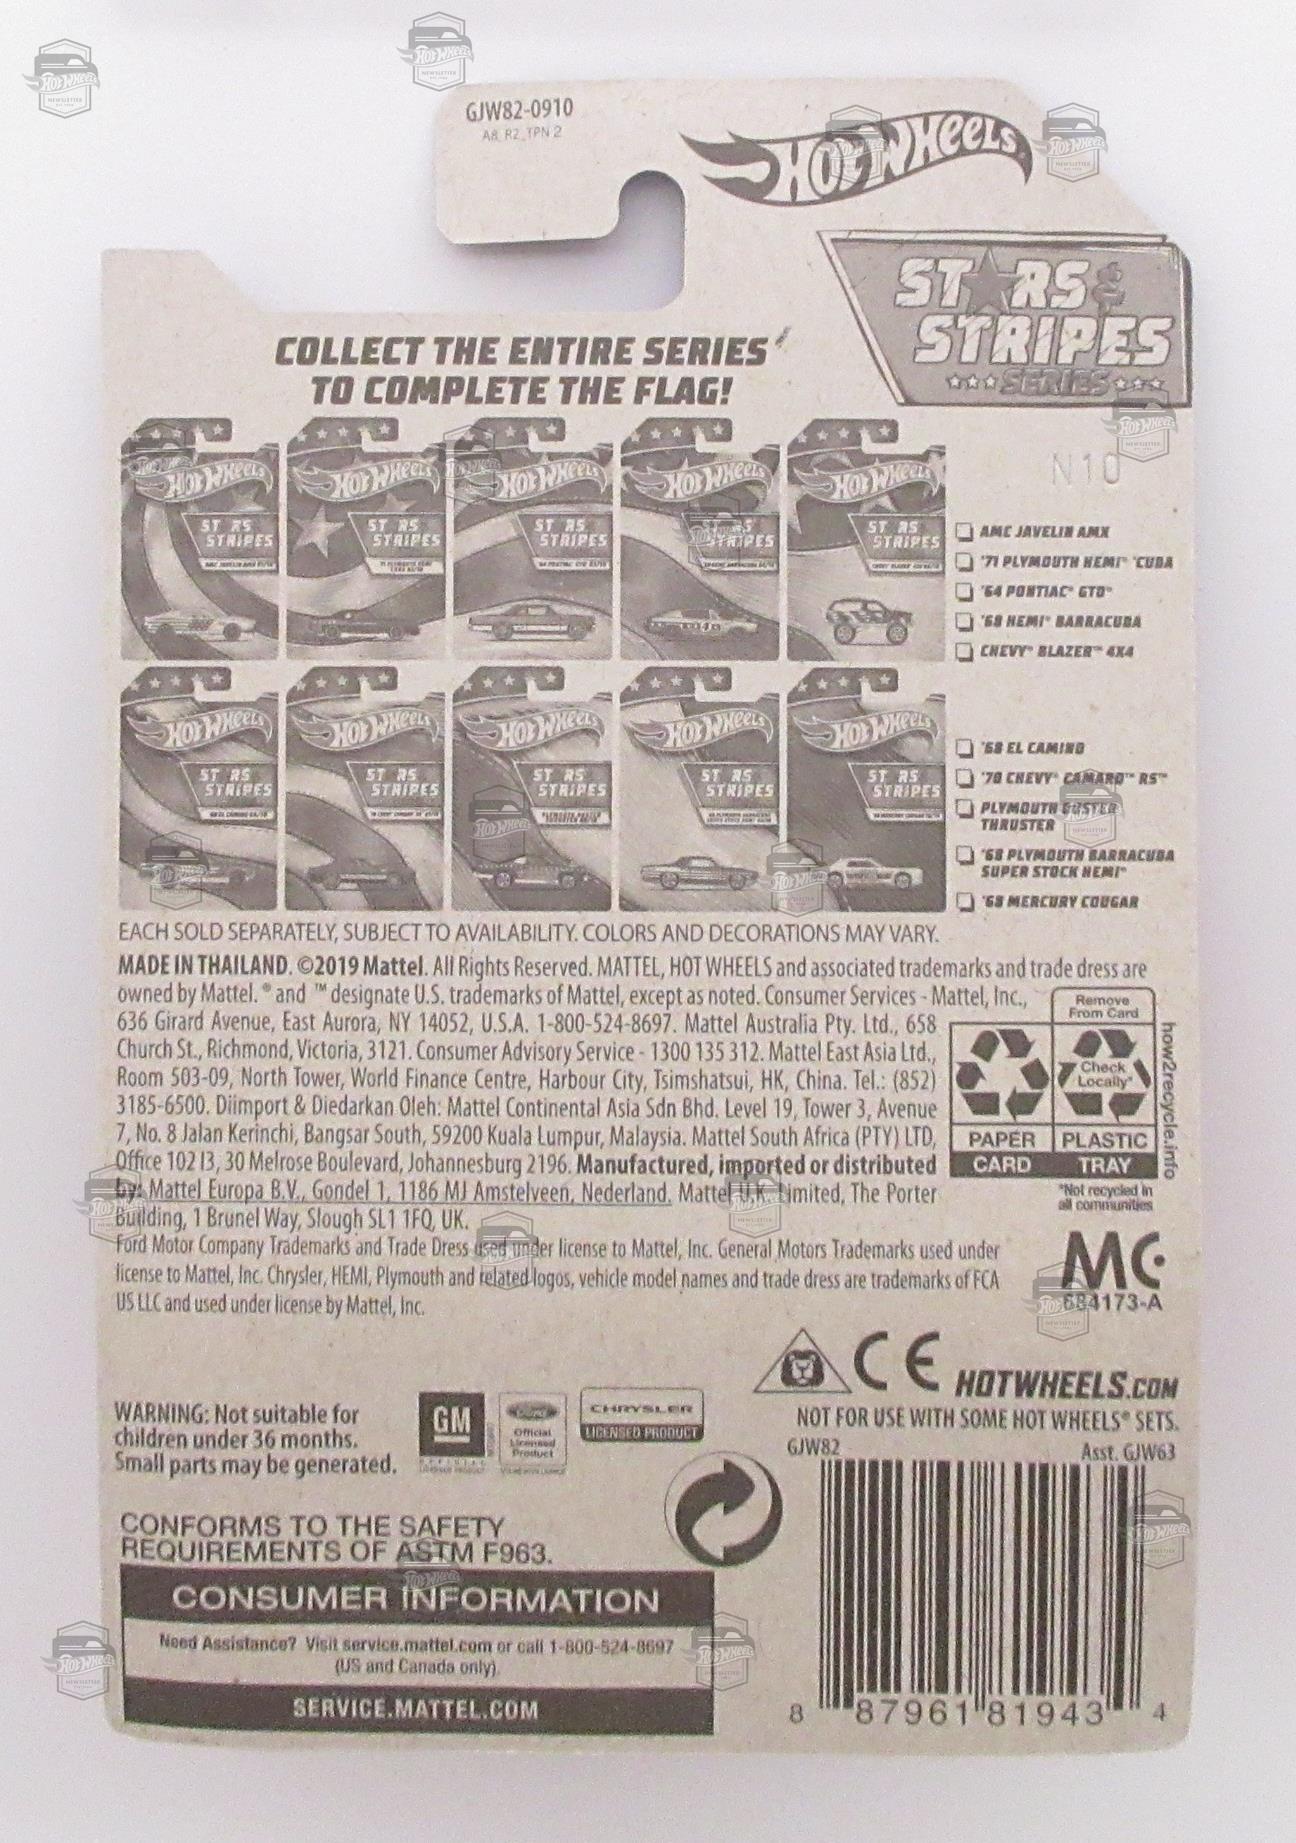 GJW82-0910
A8_R2_TPN 2
HOT WHEELS
STARS &
STRIPES
SERIES
COLLECT THE ENTIRE SERIES
TO COMPLETE THE FLAG!
N10
AMC JAVELIN AMX
'71 PLYMOUTH HEMI® 'CUDA
'64 PONTIAC® GTO™
'68 HEMI® BARRACUDA
CHEVY® BLAZER™ 4X4
'68 EL CAMINO
'70 CHEVY® CAMARO™ RS™
PLYMOUTH DUSTER
THRUSTER
'68 PLYMOUTH BARRACUDA
SUPER STOCK HEMI®
'68 MERCURY COUGAR
EACH SOLD SEPARATELY, SUBJECT TO AVAILABILITY. COLORS AND DECORATIONS MAY VARY.
MADE IN THAILAND. ©2019 Mattel. All Rights Reserved. MATTEL, HOT WHEELS and associated trademarks and trade dress are
owned by Mattel. ® and ™ designate U.S. trademarks of Mattel, except as noted. Consumer Services - Mattel, Inc.,
636 Girard Avenue, East Aurora, NY 14052, U.S.A. 1-800-524-8697. Mattel Australia Pty. Ltd., 658
Church St., Richmond, Victoria, 3121. Consumer Advisory Service - 1300 135 312. Mattel East Asia Ltd.,
Room 503-09, North Tower, World Finance Centre, Harbour City, Tsimshatsui, HK, China. Tel.: (852)
3185-6500. Diimport & Diedarkan Oleh: Mattel Continental Asia Sdn Bhd. Level 19, Tower 3, Avenue
7, No. 8 Jalan Kerinchi, Bangsar South, 59200 Kuala Lumpur, Malaysia. Mattel South Africa (PTY) LTD,
Office 102 I3, 30 Melrose Boulevard, Johannesburg 2196. Manufactured, imported or distributed
by: Mattel Europa B.V., Gondel 1, 1186 MJ Amstelveen, Nederland. Mattel U.K. Limited, The Porter
Building, 1 Brunel Way, Slough SL1 1FQ, UK.
Ford Motor Company Trademarks and Trade Dress used under license to Mattel, Inc. General Motors Trademarks used under
license to Mattel, Inc. Chrysler, HEMI, Plymouth and related logos, vehicle model names and trade dress are trademarks of FCA
US LLC and used under license by Mattel, Inc.
Remove
From Card
Check
Locally*
PAPER
PLASTIC
CARD
TRAY
how2recycle.info
*Not recycled in
all communities
MC
684173-A
CE
HOTWHEELS.COM
NOT FOR USE WITH SOME HOT WHEELS® SETS.
GJW82
Asst. GJW63
WARNING: Not suitable for
children under 36 months.
Small parts may be generated.
GM
OFFICIAL
LICENSED PRODUCT
Ford
Official
Licensed
Product
CHRYSLER
LICENSED PRODUCT
CONFORMS TO THE SAFETY
REQUIREMENTS OF ASTM F963.
CONSUMER INFORMATION
Need Assistance? Visit service.mattel.com or call 1-800-524-8697
(US and Canada only).
SERVICE.MATTEL.COM
8 87961 81943 4